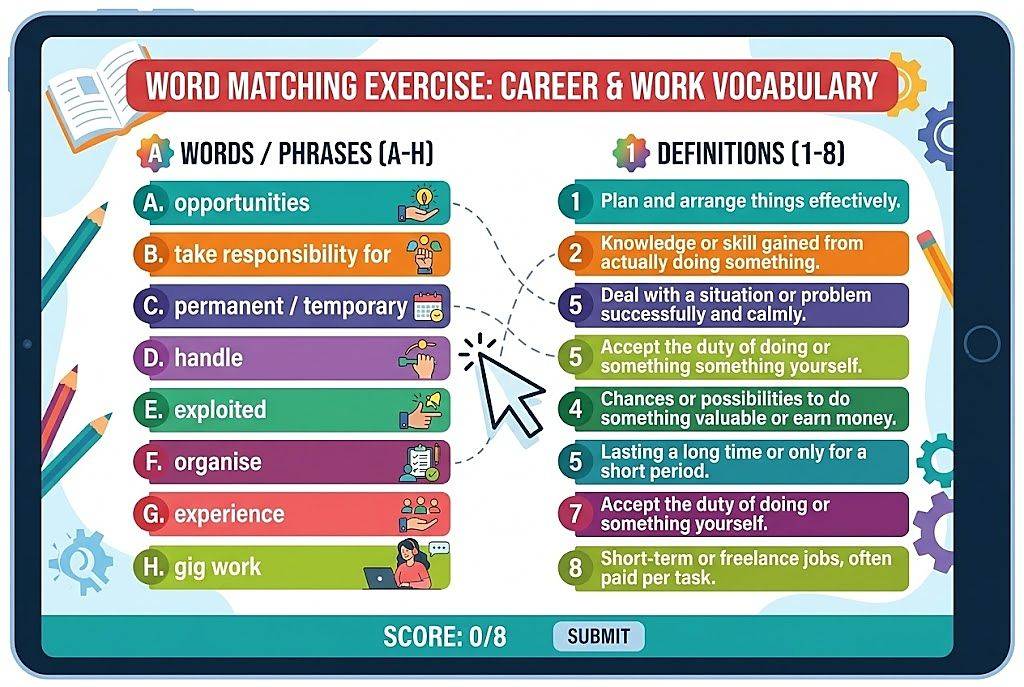 WORD MATCHING EXERCISE: CAREER & WORK VOCABULARY
A WORDS / PHRASES (A-H)
A. opportunities
B. take responsibility for
C. permanent / temporary
D. handle
E. exploited
F. organise
G. experience
H. gig work
1 DEFINITIONS (1-8)
1 Plan and arrange things effectively.
2 Knowledge or skill gained from
actually doing something.
5 Deal with a situation or problem
successfully and calmly.
5 Accept the duty of doing or
something something yourself.
4 Chances or possibilities to do
something valuable or earn money.
5 Lasting a long time or only for a
short period.
7 Accept the duty of doing or
something yourself.
8 Short-term or freelance jobs, often
paid per task.
SCORE: 0/8
SUBMIT